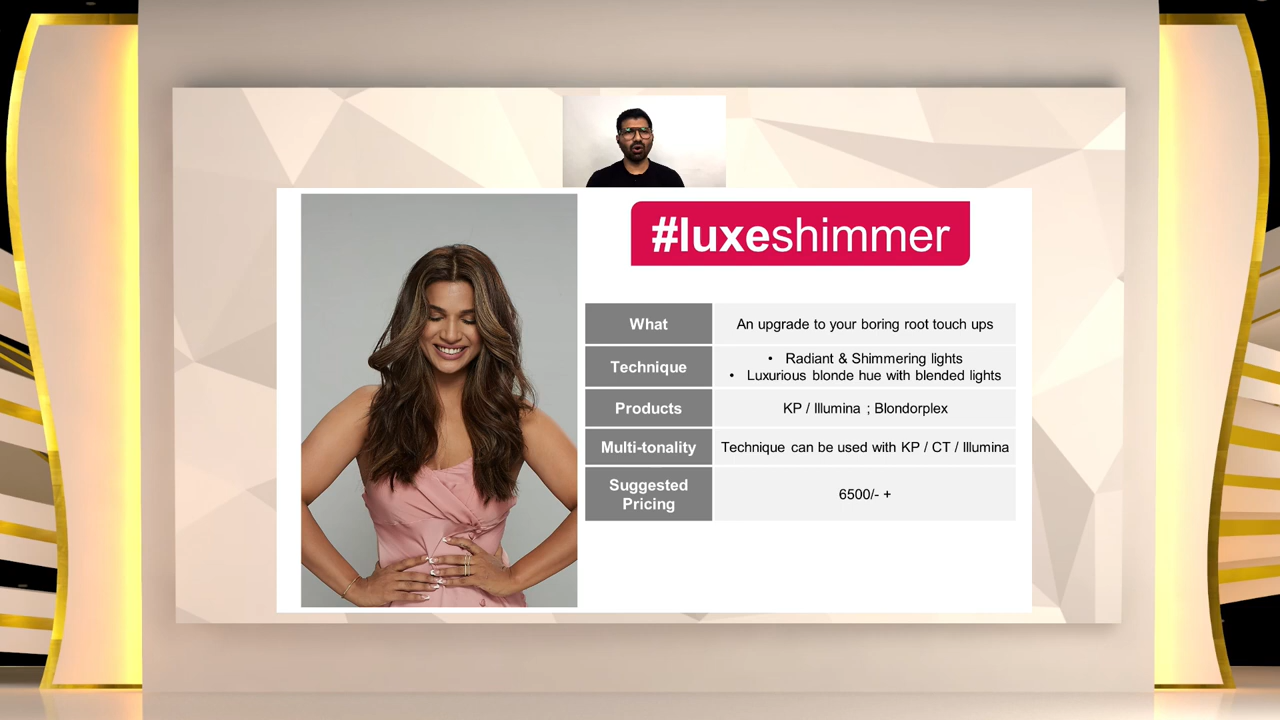 #luxeshimmer
What
An upgrade to your boring root touch ups
Technique
• Radiant & Shimmering lights
• Luxurious blonde hue with blended lights
Products
KP / Illumina ; Blondorplex
Multi-tonality
Technique can be used with KP / CT / Illumina
Suggested
Pricing
6500/- +